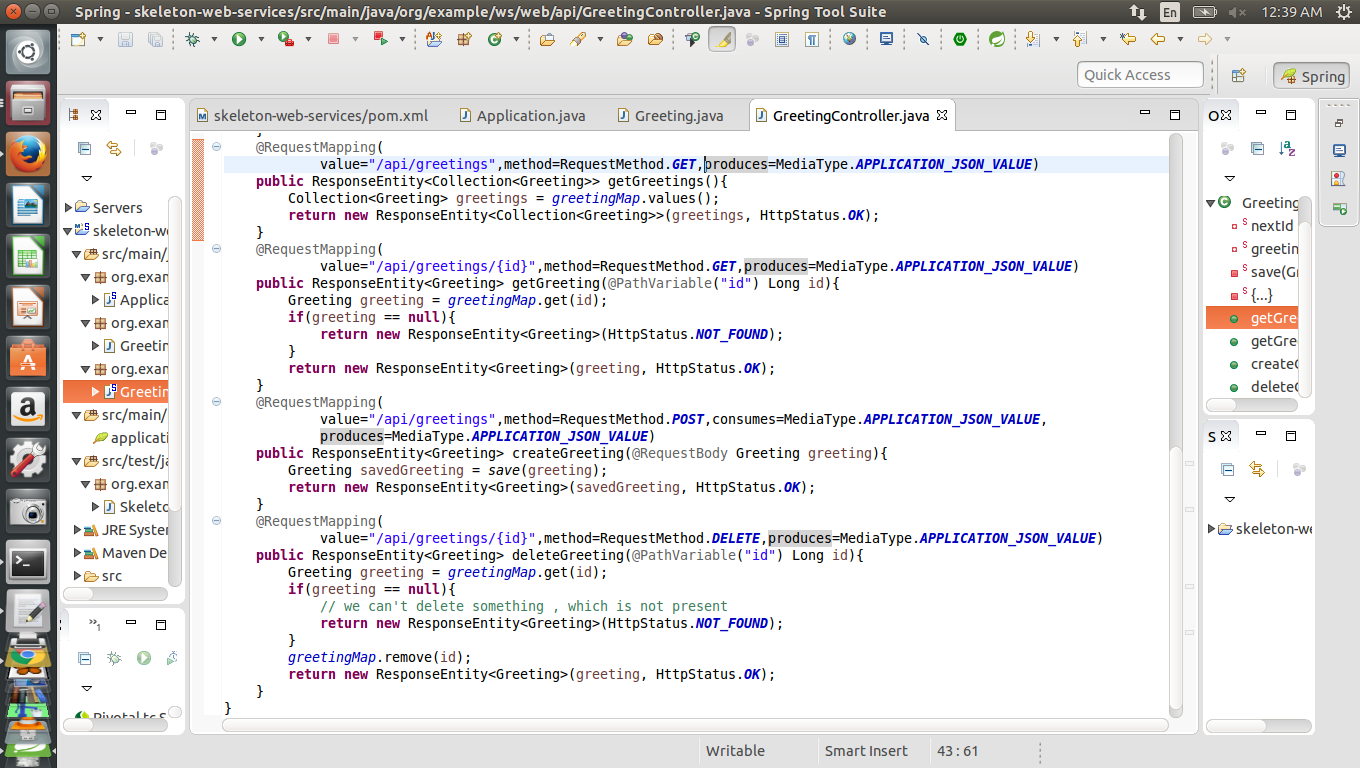 Spring - skeleton-web-services/src/main/java/org/example/ws/web/api/GreetingController.java - Spring Tool Suite
En
12:39 AM
Quick Access
Spring
skeleton-web-services/pom.xml
Application.java
Greeting.java
GreetingController.java
}
@RequestMapping(
value="/api/greetings",method=RequestMethod.GET,produces=MediaType.APPLICATION_JSON_VALUE)
public ResponseEntity<Collection<Greeting>> getGreetings(){
Collection<Greeting> greetings = greetingMap.values();
return new ResponseEntity<Collection<Greeting>>(greetings, HttpStatus.OK);
}
@RequestMapping(
value="/api/greetings/{id}",method=RequestMethod.GET,produces=MediaType.APPLICATION_JSON_VALUE)
public ResponseEntity<Greeting> getGreeting(@PathVariable("id") Long id){
Greeting greeting = greetingMap.get(id);
if(greeting == null){
return new ResponseEntity<Greeting>(HttpStatus.NOT_FOUND);
}
return new ResponseEntity<Greeting>(greeting, HttpStatus.OK);
}
@RequestMapping(
value="/api/greetings",method=RequestMethod.POST,consumes=MediaType.APPLICATION_JSON_VALUE,
produces=MediaType.APPLICATION_JSON_VALUE)
public ResponseEntity<Greeting> createGreeting(@RequestBody Greeting greeting){
Greeting savedGreeting = save(greeting);
return new ResponseEntity<Greeting>(savedGreeting, HttpStatus.OK);
}
@RequestMapping(
value="/api/greetings/{id}",method=RequestMethod.DELETE,produces=MediaType.APPLICATION_JSON_VALUE)
public ResponseEntity<Greeting> deleteGreeting(@PathVariable("id") Long id){
Greeting greeting = greetingMap.get(id);
if(greeting == null){
// we can't delete something , which is not present
return new ResponseEntity<Greeting>(HttpStatus.NOT_FOUND);
}
greetingMap.remove(id);
return new ResponseEntity<Greeting>(greeting, HttpStatus.OK);
}
}
Servers
skeleton-w
src/main/
org.exan
Applica
org.exan
Greetin
org.exan
Greetin
src/main/
applicati
src/test/ja
org.exan
Skeleto
JRE System
Maven De
src
Pivotal tc S
O
Greeting
nextId
greetin
save(Gr
{...}
getGre
getGre
create
delete
S
skeleton-w
Writable
Smart Insert
43 : 61